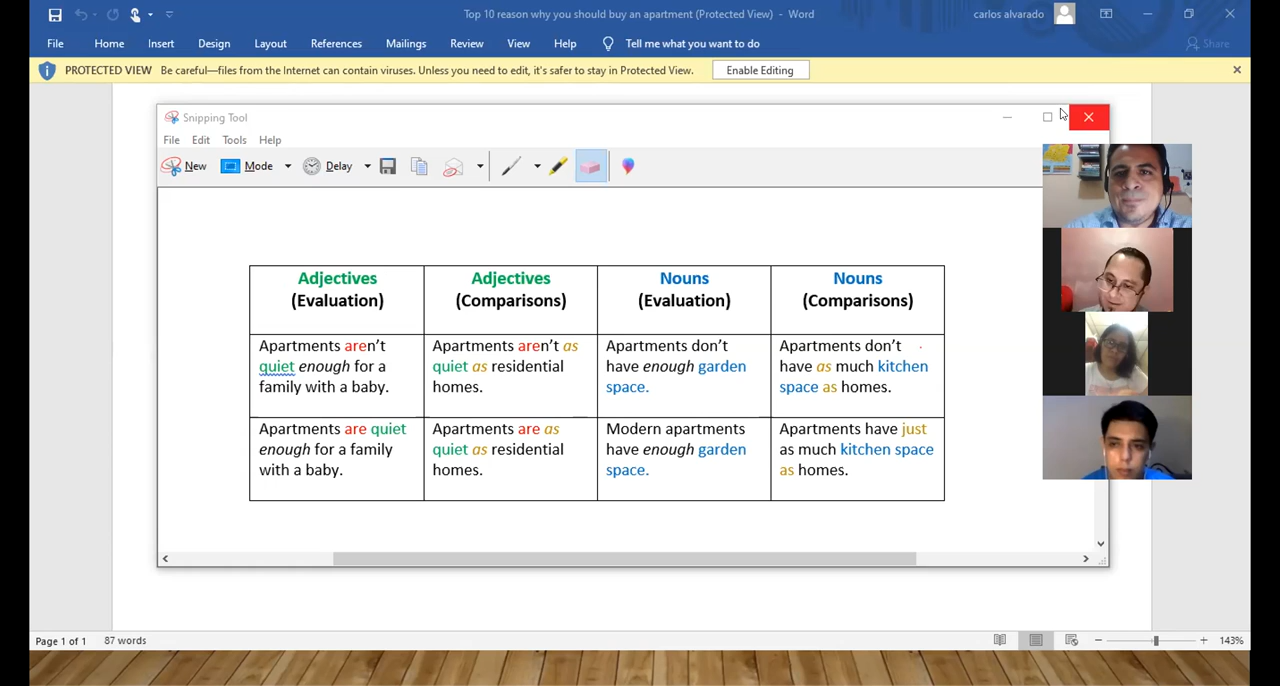 Top 10 reason why you should buy an apartment (Protected View) - Word
carlos alvarado
File Home Insert Design Layout References Mailings Review View Help Tell me what you want to do Share
PROTECTED VIEW Be careful—files from the Internet can contain viruses. Unless you need to edit, it's safer to stay in Protected View. Enable Editing
Snipping Tool
File Edit Tools Help
New Mode Delay
Adjectives
(Evaluation)
Adjectives
(Comparisons)
Nouns
(Evaluation)
Nouns
(Comparisons)
Apartments aren't
quiet enough for a
family with a baby.
Apartments aren't as
quiet as residential
homes.
Apartments don't
have enough garden
space.
Apartments don't
have as much kitchen
space as homes.
Apartments are quiet
enough for a family
with a baby.
Apartments are as
quiet as residential
homes.
Modern apartments
have enough garden
space.
Apartments have just
as much kitchen space
as homes.
Page 1 of 1 87 words
143%